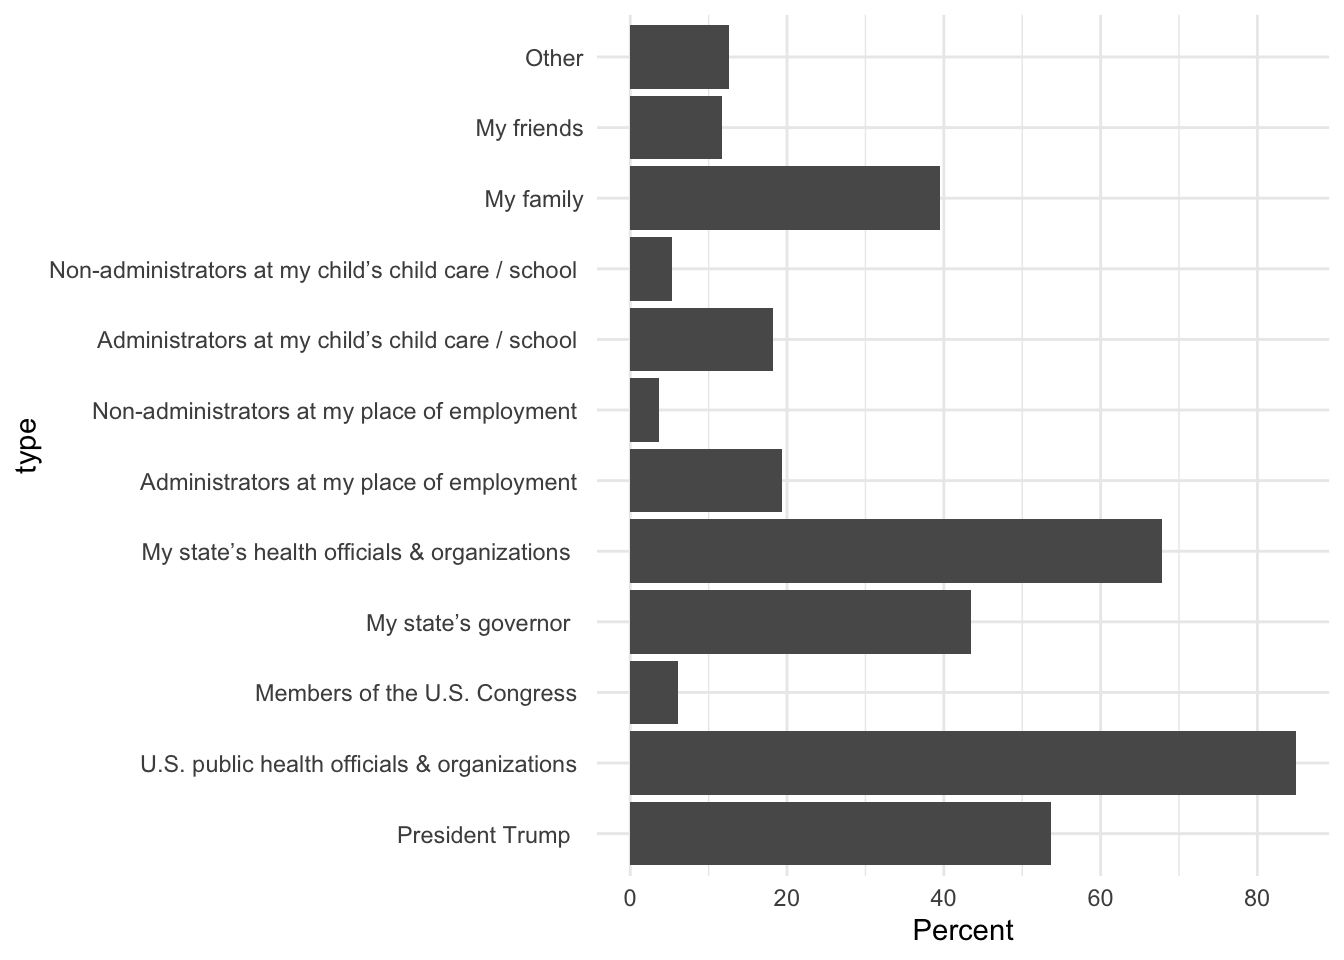 Other
My friends
My family
Non-administrators at my child’s child care / school
Administrators at my child’s child care / school
Non-administrators at my place of employment
Administrators at my place of employment
My state’s health officials & organizations
My state’s governor
Members of the U.S. Congress
U.S. public health officials & organizations
President Trump
type
0 20 40 60 80
Percent